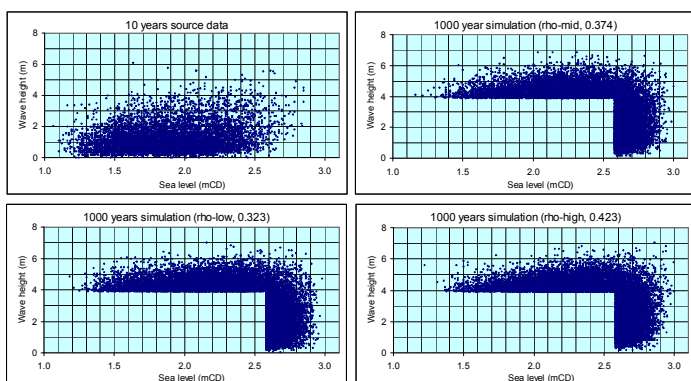 10 years source data
8
6
4
2
0
Wave height (m)
1.0 1.5 2.0 2.5 3.0
Sea level (mCD)
1000 year simulation (rho-mid, 0.374)
8
6
4
2
0
Wave height (m)
1.0 1.5 2.0 2.5 3.0
Sea level (mCD)
1000 years simulation (rho-low, 0.323)
8
6
4
2
0
Wave height (m)
1.0 1.5 2.0 2.5 3.0
Sea level (mCD)
1000 year simulation (rho-high, 0.423)
8
6
4
2
0
Wave height (m)
1.0 1.5 2.0 2.5 3.0
Sea level (mCD)